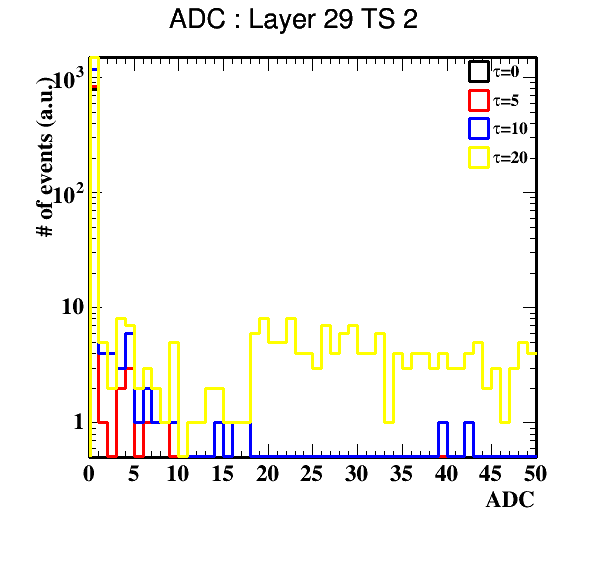 ADC : Layer 29 TS 2
# of events (a.u.)
10³
10²
10
1
τ=0
τ=5
τ=10
τ=20
0 5 10 15 20 25 30 35 40 45 50
ADC